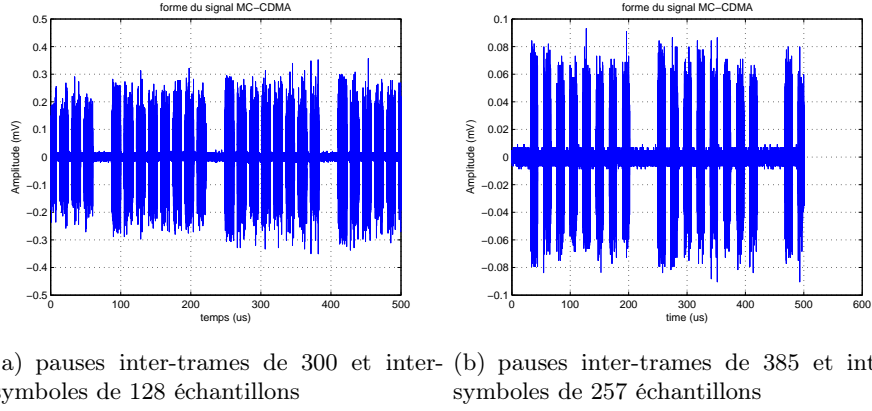 forme du signal MC−CDMA
0.5
0.4
0.3
0.2
0.1
0
−0.1
−0.2
−0.3
−0.4
−0.5
Amplitude (mV)
0 100 200 300 400 500
temps (us)
forme du signal MC−CDMA
0.1
0.08
0.06
0.04
0.02
0
−0.02
−0.04
−0.06
−0.08
−0.1
Amplitude (mV)
0 100 200 300 400 500 600
time (us)
a) pauses inter-trames de 300 et inter-
symboles de 128 échantillons
(b) pauses inter-trames de 385 et int
symboles de 257 échantillons